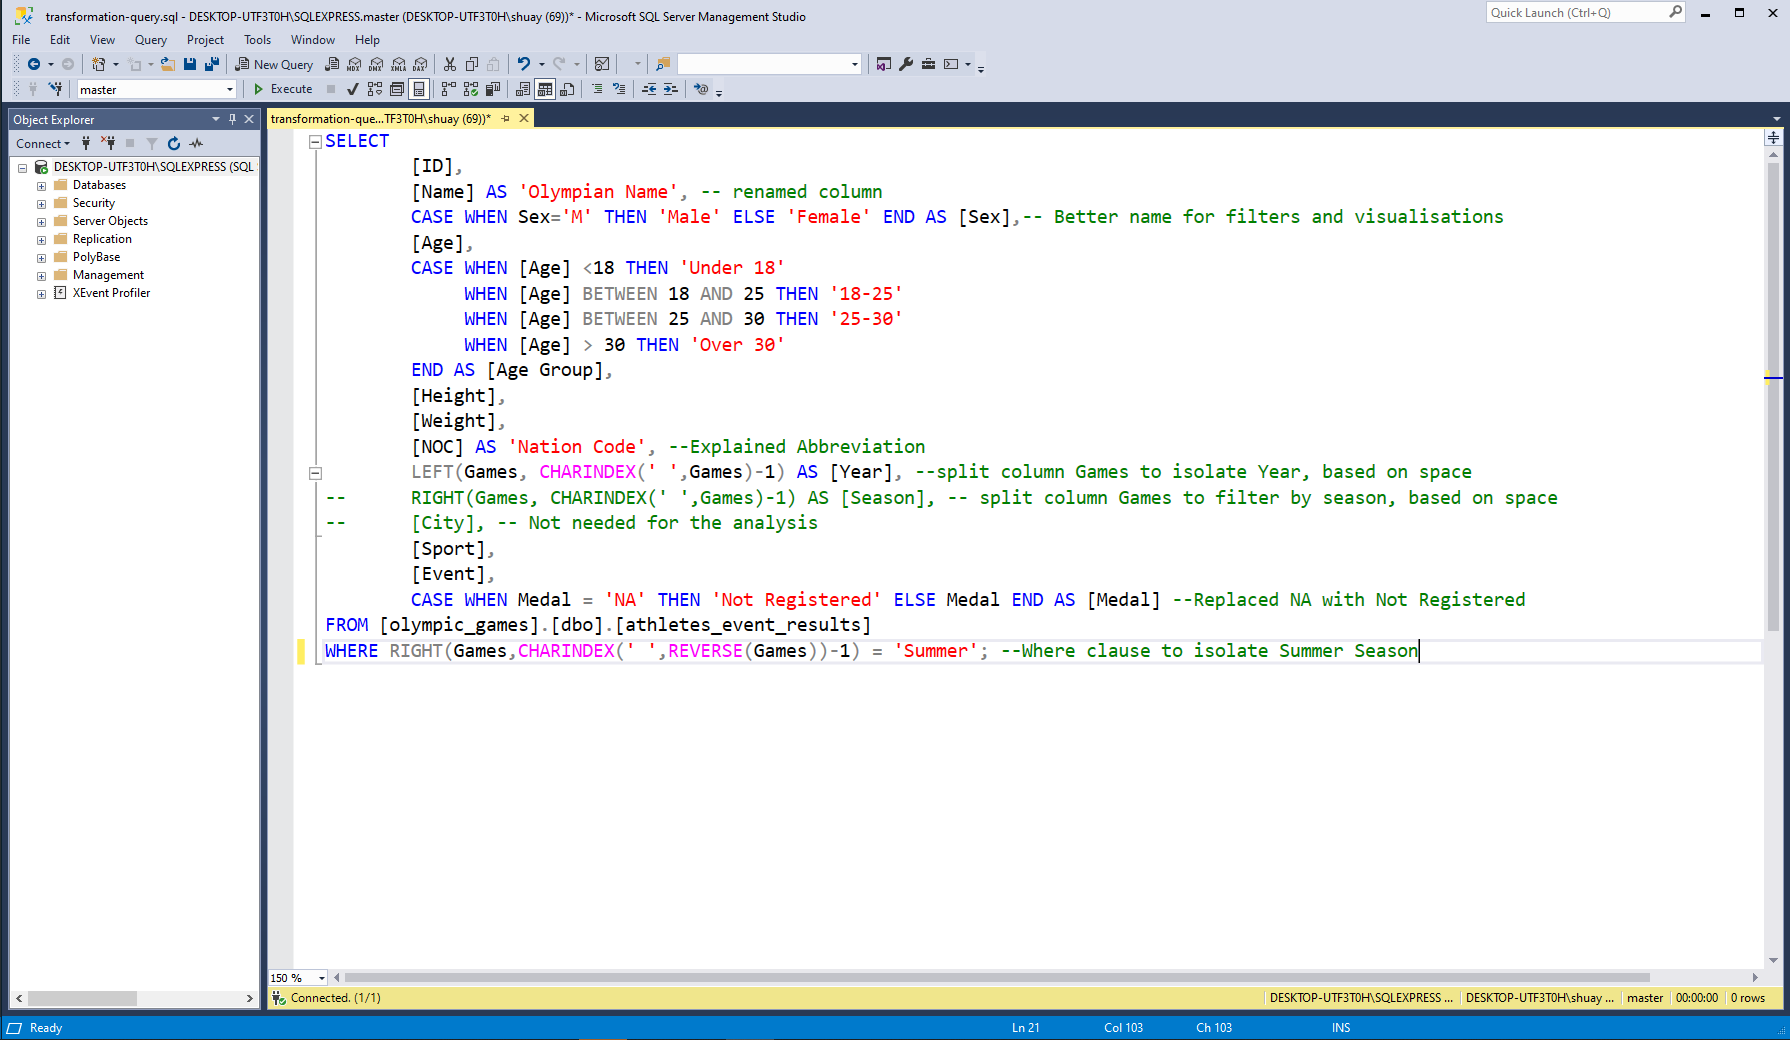 transformation-query.sql - DESKTOP-UTF3T0H\SQLEXPRESS.master (DESKTOP-UTF3T0H\shuay (69))* - Microsoft SQL Server Management Studio
Quick Launch (Ctrl+Q)
File Edit View Query Project Tools Window Help
New Query
MDX DMX XMLA DAX
master
Execute
Object Explorer
Connect
DESKTOP-UTF3T0H\SQLEXPRESS (SQL
Databases
Security
Server Objects
Replication
PolyBase
Management
XEvent Profiler
transformation-que...TF3T0H\shuay (69))*
SELECT
[ID],
[Name] AS 'Olympian Name', -- renamed column
CASE WHEN Sex='M' THEN 'Male' ELSE 'Female' END AS [Sex],-- Better name for filters and visualisations
[Age],
CASE WHEN [Age] <18 THEN 'Under 18'
WHEN [Age] BETWEEN 18 AND 25 THEN '18-25'
WHEN [Age] BETWEEN 25 AND 30 THEN '25-30'
WHEN [Age] > 30 THEN 'Over 30'
END AS [Age Group],
[Height],
[Weight],
[NOC] AS 'Nation Code', --Explained Abbreviation
LEFT(Games, CHARINDEX(' ',Games)-1) AS [Year], --split column Games to isolate Year, based on space
-- RIGHT(Games, CHARINDEX(' ',Games)-1) AS [Season], -- split column Games to filter by season, based on space
-- [City], -- Not needed for the analysis
[Sport],
[Event],
CASE WHEN Medal = 'NA' THEN 'Not Registered' ELSE Medal END AS [Medal] --Replaced NA with Not Registered
FROM [olympic_games].[dbo].[athletes_event_results]
WHERE RIGHT(Games,CHARINDEX(' ',REVERSE(Games))-1) = 'Summer'; --Where clause to isolate Summer Season
150 %
Connected. (1/1)
DESKTOP-UTF3T0H\SQLEXPRESS ... DESKTOP-UTF3T0H\shuay ... master 00:00:00 0 rows
Ready
Ln 21 Col 103 Ch 103 INS